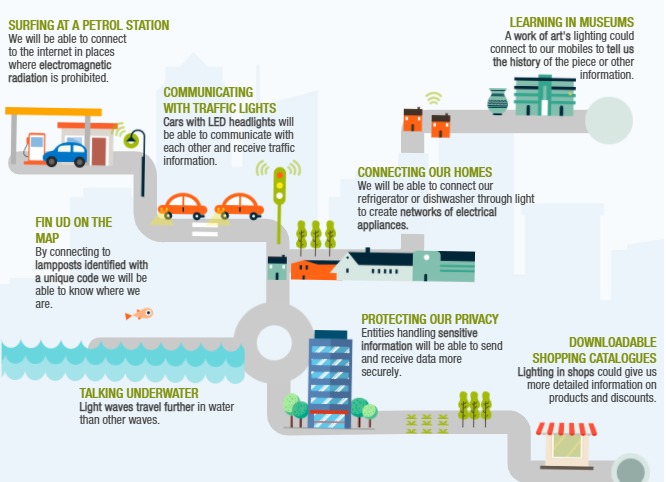 SURFING AT A PETROL STATION
We will be able to connect
to the internet in places
where electromagnetic
radiation is prohibited.
LEARNING IN MUSEUMS
A work of art's lighting could
connect to our mobiles to tell us
the history of the piece or other
information.
COMMUNICATING
WITH TRAFFIC LIGHTS
Cars with LED headlights will
be able to communicate with
each other and receive traffic
information.
CONNECTING OUR HOMES
We will be able to connect our
refrigerator or dishwasher through light
to create networks of electrical
appliances.
FIN UD ON THE
MAP
By connecting to
lampposts identified with
a unique code we will be
able to know where we
are.
PROTECTING OUR PRIVACY
Entities handling sensitive
information will be able to send
and receive data more
securely.
DOWNLOADABLE
SHOPPING CATALOGUES
Lighting in shops could give us
more detailed information on
products and discounts.
TALKING UNDERWATER
Light waves travel further in water
than other waves.